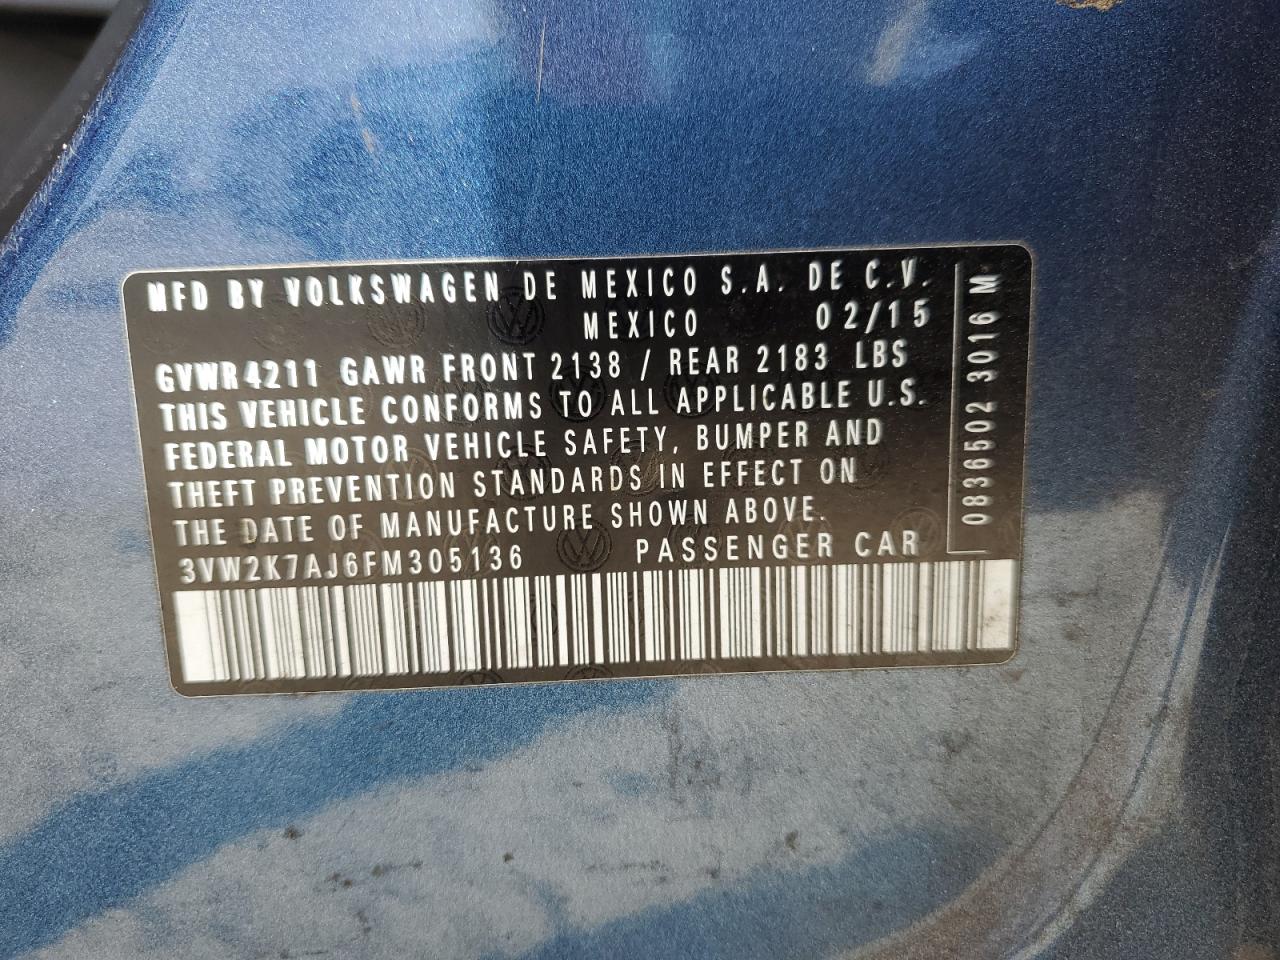 MFD BY VOLKSWAGEN DE MEXICO S.A. DE C.V.
MEXICO 02/15
GVWR 4211 GAWR FRONT 2138 / REAR 2183 LBS
THIS VEHICLE CONFORMS TO ALL APPLICABLE U.S.
FEDERAL MOTOR VEHICLE SAFETY, BUMPER AND
THEFT PREVENTION STANDARDS IN EFFECT ON
THE DATE OF MANUFACTURE SHOWN ABOVE.
3VW2K7AJ6FM305136 PASSENGER CAR
0836502 3016 M